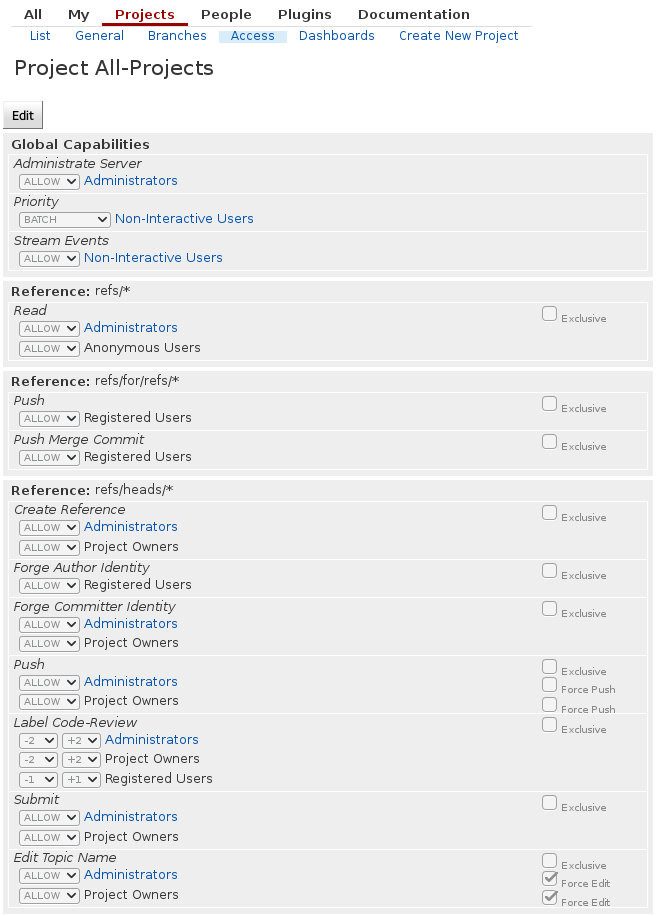 All My Projects People Plugins Documentation
List General Branches Access Dashboards Create New Project
Project All-Projects
Edit
Global Capabilities
Administrate Server
ALLOW Administrators
Priority
BATCH Non-Interactive Users
Stream Events
ALLOW Non-Interactive Users
Reference: refs/*
Read Exclusive
ALLOW Administrators
ALLOW Anonymous Users
Reference: refs/for/refs/*
Push Exclusive
ALLOW Registered Users
Push Merge Commit Exclusive
ALLOW Registered Users
Reference: refs/heads/*
Create Reference Exclusive
ALLOW Administrators
ALLOW Project Owners
Forge Author Identity Exclusive
ALLOW Registered Users
Forge Committer Identity Exclusive
ALLOW Administrators
ALLOW Project Owners
Push Exclusive
ALLOW Administrators Force Push
ALLOW Project Owners Force Push
Label Code-Review Exclusive
-2 +2 Administrators
-2 +2 Project Owners
-1 +1 Registered Users
Submit Exclusive
ALLOW Administrators
ALLOW Project Owners
Edit Topic Name Exclusive
ALLOW Administrators Force Edit
ALLOW Project Owners Force Edit